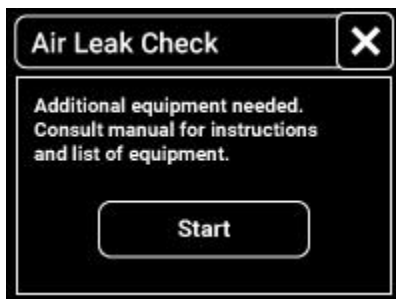 Air Leak Check
Additional equipment needed.
Consult manual for instructions
and list of equipment.
Start